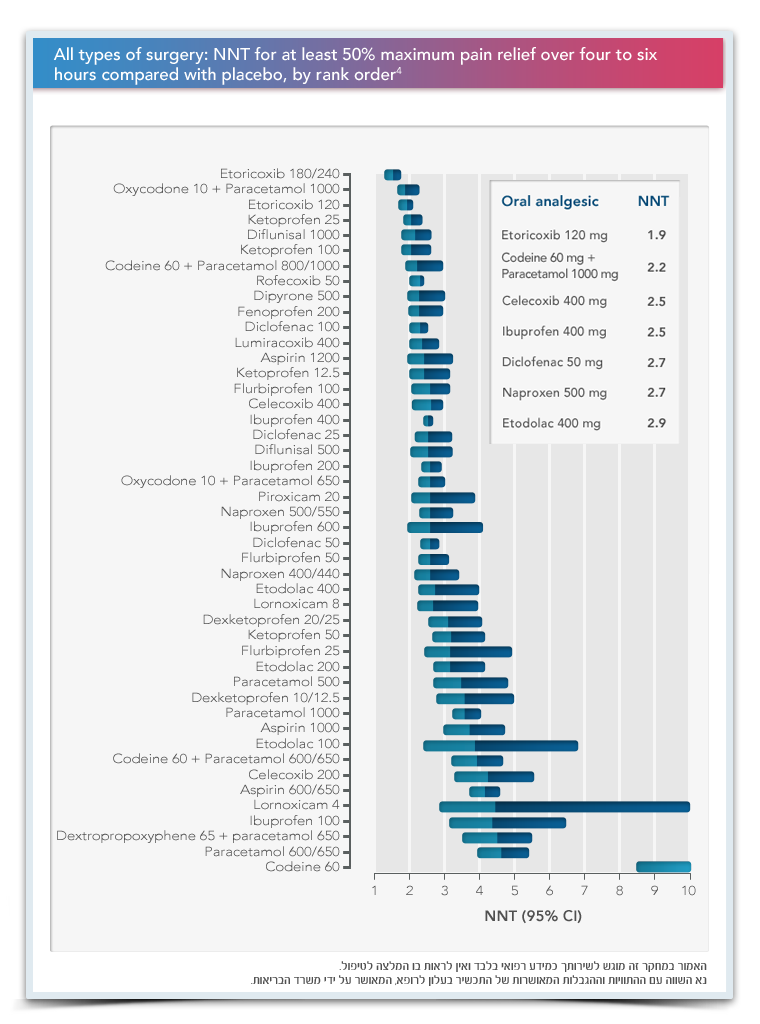 All types of surgery: NNT for at least 50% maximum pain relief over four to six
hours compared with placebo, by rank order⁴
Etoricoxib 180/240
Oxycodone 10 + Paracetamol 1000
Etoricoxib 120
Ketoprofen 25
Diflunisal 1000
Ketoprofen 100
Codeine 60 + Paracetamol 800/1000
Rofecoxib 50
Dipyrone 500
Fenoprofen 200
Diclofenac 100
Lumiracoxib 400
Aspirin 1200
Ketoprofen 12.5
Flurbiprofen 100
Celecoxib 400
Ibuprofen 400
Diclofenac 25
Diflunisal 500
Ibuprofen 200
Oxycodone 10 + Paracetamol 650
Piroxicam 20
Naproxen 500/550
Ibuprofen 600
Diclofenac 50
Flurbiprofen 50
Naproxen 400/440
Etodolac 400
Lornoxicam 8
Dexketoprofen 20/25
Ketoprofen 50
Flurbiprofen 25
Etodolac 200
Paracetamol 500
Dexketoprofen 10/12.5
Paracetamol 1000
Aspirin 1000
Etodolac 100
Codeine 60 + Paracetamol 600/650
Celecoxib 200
Aspirin 600/650
Lornoxicam 4
Ibuprofen 100
Dextropropoxyphene 65 + paracetamol 650
Paracetamol 600/650
Codeine 60
Oral analgesic NNT
Etoricoxib 120 mg 1.9
Codeine 60 mg +
Paracetamol 1000 mg 2.2
Celecoxib 400 mg 2.5
Ibuprofen 400 mg 2.5
Diclofenac 50 mg 2.7
Naproxen 500 mg 2.7
Etodolac 400 mg 2.9
1 2 3 4 5 6 7 8 9 10
NNT (95% CI)
האמור במחקר זה מוגש לשירותך כמידע רפואי בלבד ואין לראות בו המלצה לטיפול.
נא השווה עם ההתוויות וההגבלות המאושרות של התכשיר בעלון לרופא, המאושר על ידי משרד הבריאות.